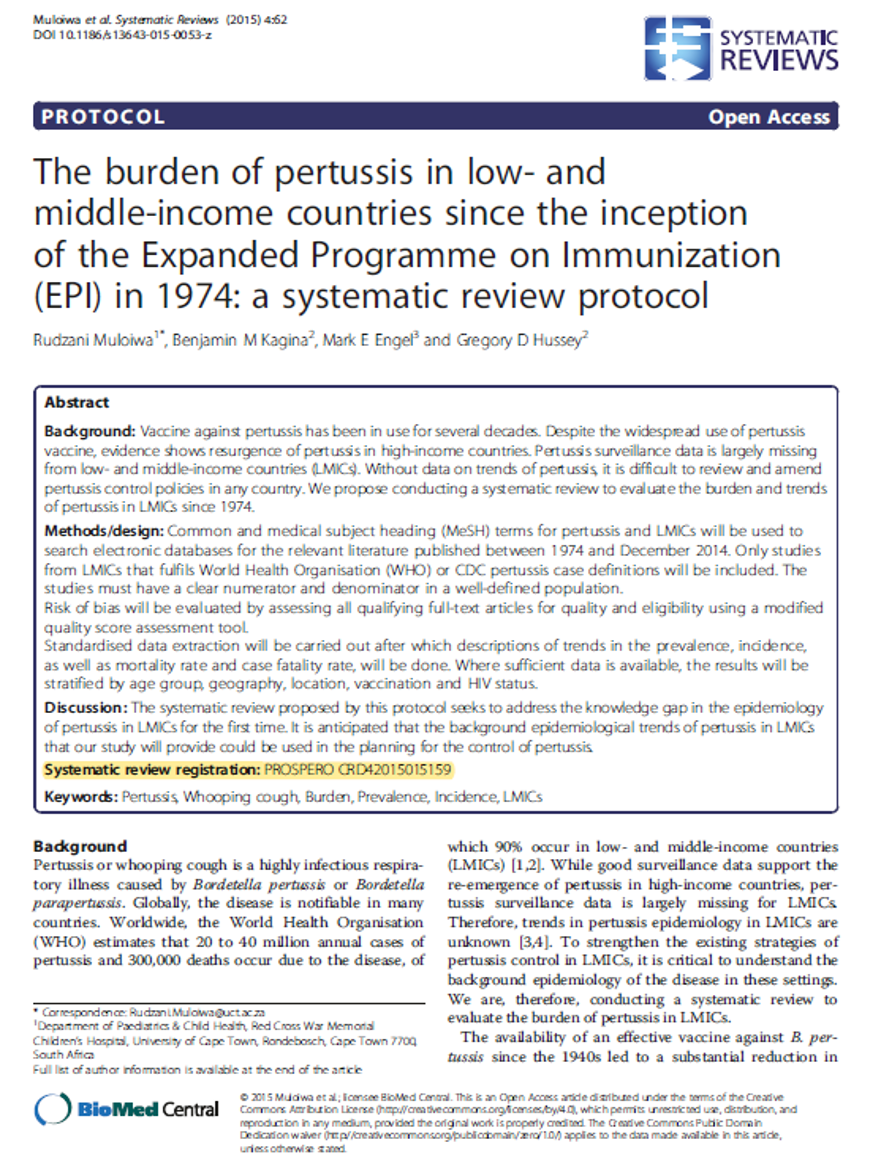 Muloiwa et al. Systematic Reviews (2015) 4:62
DOI 10.1186/s13643-015-0053-z
SYSTEMATIC
REVIEWS
PROTOCOL
Open Access
The burden of pertussis in low- and
middle-income countries since the inception
of the Expanded Programme on Immunization
(EPI) in 1974: a systematic review protocol
Rudzani Muloiwa1*, Benjamin M Kagina2, Mark E Engel3 and Gregory D Hussey2
Abstract
Background: Vaccine against pertussis has been in use for several decades. Despite the widespread use of pertussis
vaccine, evidence shows resurgence of pertussis in high-income countries. Pertussis surveillance data is largely missing
from low- and middle-income countries (LMICs). Without data on trends of pertussis, it is difficult to review and amend
pertussis control policies in any country. We propose conducting a systematic review to evaluate the burden and trends
of pertussis in LMICs since 1974.
Methods/design: Common and medical subject heading (MeSH) terms for pertussis and LMICs will be used to
search electronic databases for the relevant literature published between 1974 and December 2014. Only studies
from LMICs that fulfils World Health Organisation (WHO) or CDC pertussis case definitions will be included. The
studies must have a clear numerator and denominator in a well-defined population.
Risk of bias will be evaluated by assessing all qualifying full-text articles for quality and eligibility using a modified
quality score assessment tool.
Standardised data extraction will be carried out after which descriptions of trends in the prevalence, incidence,
as well as mortality rate and case fatality rate, will be done. Where sufficient data is available, the results will be
stratified by age group, geography, location, vaccination and HIV status.
Discussion: The systematic review proposed by this protocol seeks to address the knowledge gap in the epidemiology
of pertussis in LMICs for the first time. It is anticipated that the background epidemiological trends of pertussis in LMICs
that our study will provide could be used in the planning for the control of pertussis.
Systematic review registration: PROSPERO CRD42015015159
Keywords: Pertussis, Whooping cough, Burden, Prevalence, Incidence, LMICs
Background
Pertussis or whooping cough is a highly infectious respira-
tory illness caused by Bordetella pertussis or Bordetella
parapertussis. Globally, the disease is notifiable in many
countries. Worldwide, the World Health Organisation
(WHO) estimates that 20 to 40 million annual cases of
pertussis and 300,000 deaths occur due to the disease, of
which 90% occur in low- and middle-income countries
(LMICs) [1,2]. While good surveillance data support the
re-emergence of pertussis in high-income countries, per-
tussis surveillance data is largely missing for LMICs.
Therefore, trends in pertussis epidemiology in LMICs are
unknown [3,4]. To strengthen the existing strategies of
pertussis control in LMICs, it is critical to understand the
background epidemiology of the disease in these settings.
We are, therefore, conducting a systematic review to
evaluate the burden of pertussis in LMICs.
The availability of an effective vaccine against B. per-
tussis since the 1940s led to a substantial reduction in
* Correspondence: Rudzani.Muloiwa@uct.ac.za
1Department of Paediatrics & Child Health, Red Cross War Memorial
Children's Hospital, University of Cape Town, Rondebosch, Cape Town 7700,
South Africa
Full list of author information is available at the end of the article
BioMed Central
© 2015 Muloiwa et al.; licensee BioMed Central. This is an Open Access article distributed under the terms of the Creative
Commons Attribution License (http://creativecommons.org/licenses/by/4.0), which permits unrestricted use, distribution, and
reproduction in any medium, provided the original work is properly credited. The Creative Commons Public Domain
Dedication waiver (http://creativecommons.org/publicdomain/zero/1.0/) applies to the data made available in this article,
unless otherwise stated.